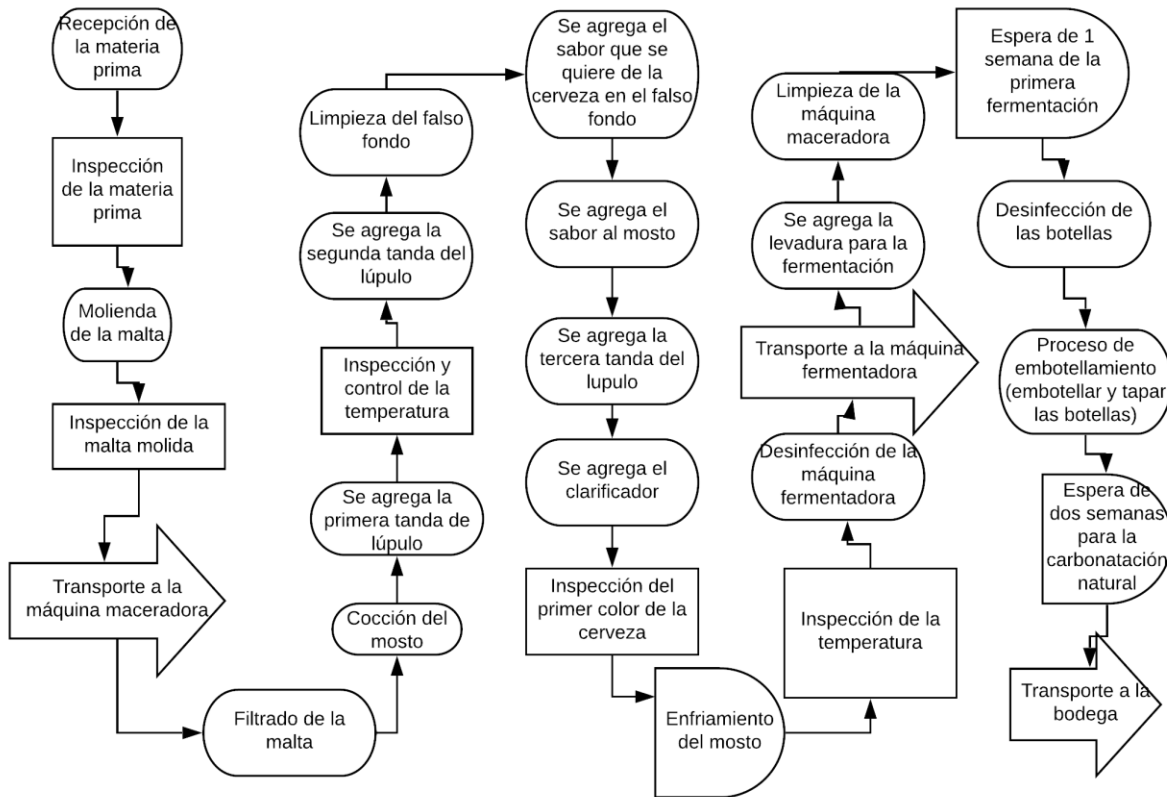 Recepción de
la materia
prima
Inspección
de la materia
prima
Molienda
de la malta
Inspección de la
malta molida
Transporte a la
máquina maceradora
Filtrado de la
malta
Cocción del
mosto
Se agrega la
primera tanda de
lúpulo
Inspección y
control de la
temperatura
Se agrega la
segunda tanda del
lúpulo
Limpieza del falso
fondo
Se agrega el
sabor que se
quiere de la
cerveza en el falso
fondo
Se agrega el
sabor al mosto
Se agrega la
tercera tanda del
lupulo
Se agrega el
clarificador
Inspección del
primer color de la
cerveza
Enfriamiento
del mosto
Inspección de la
temperatura
Desinfección de la
máquina
fermentadora
Transporte a la máquina
fermentadora
Se agrega la
levadura para la
fermentación
Limpieza de la
máquina
maceradora
Espera de 1
semana de la
primera
fermentación
Desinfección de
las botellas
Proceso de
embotellamiento
(embotellar y tapar
las botellas)
Espera de
dos semanas
para la
carbonatación
natural
Transporte a la
bodega